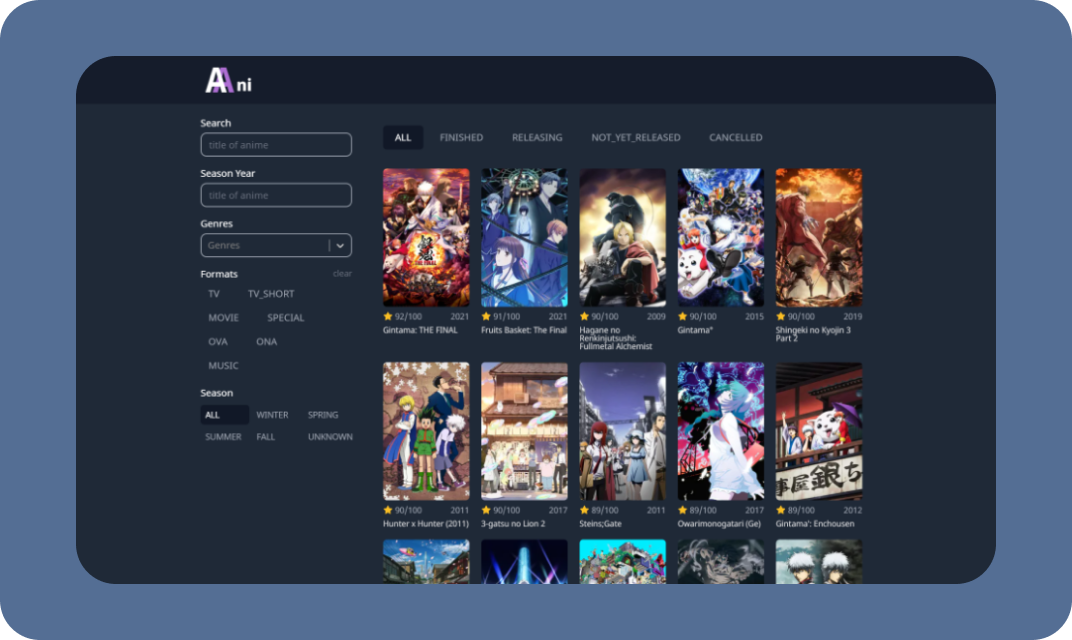 AAni
Search
title of anime
Season Year
title of anime
Genres
Genres
Formats
clear
TV
TV_SHORT
MOVIE
SPECIAL
OVA
ONA
MUSIC
Season
ALL
WINTER
SPRING
SUMMER
FALL
UNKNOWN
ALL
FINISHED
RELEASING
NOT_YET_RELEASED
CANCELLED
92/100
2021
Gintama: THE FINAL
91/100
2021
Fruits Basket: The Final
90/100
2009
Hagane no
Renkinjutsushi:
Fullmetal Alchemist
90/100
2015
Gintama°
90/100
2019
Shingeki no Kyojin 3
Part 2
90/100
2011
Hunter x Hunter (2011)
90/100
2017
3-gatsu no Lion 2
89/100
2011
Steins;Gate
89/100
2017
Owarimonogatari (Ge)
事屋銀ち
89/100
2012
Gintama': Enchousen